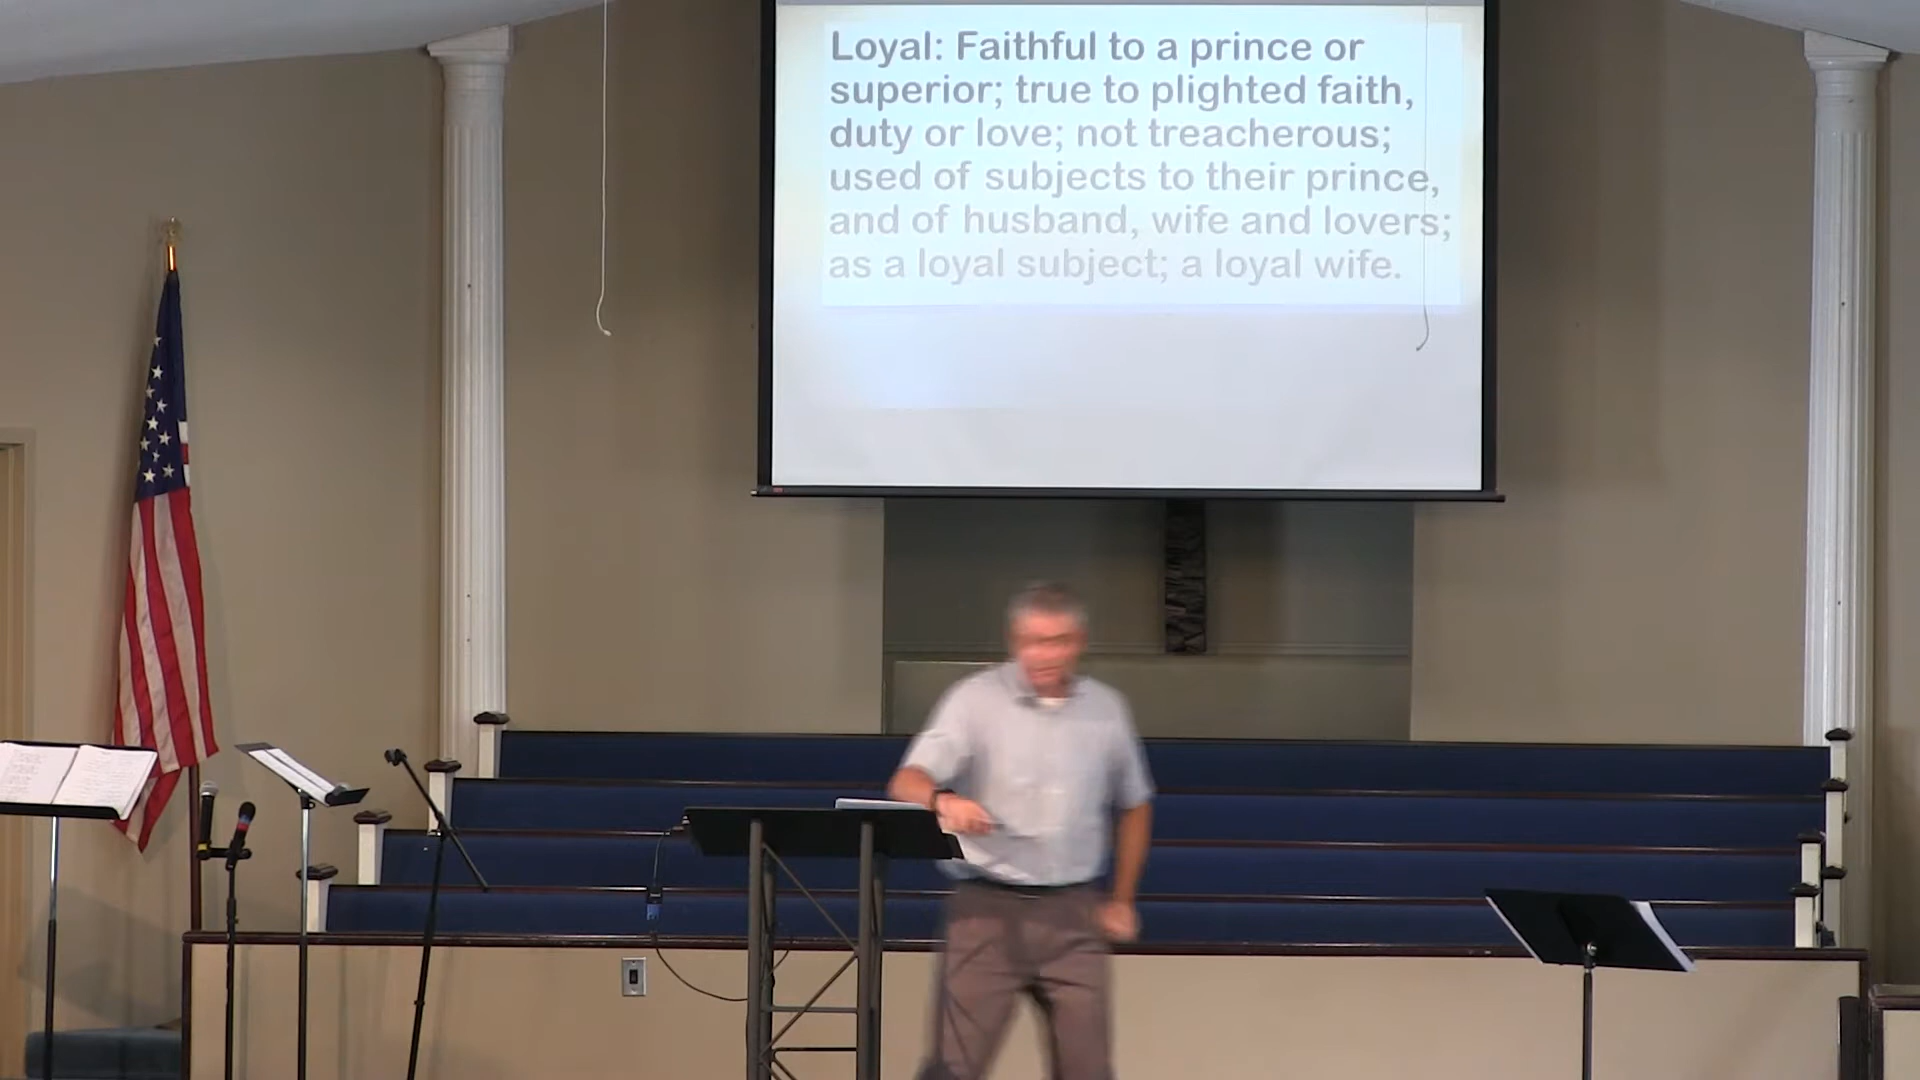 Loyal: Faithful to a prince or
superior; true to plighted faith,
duty or love; not treacherous;
used of subjects to their prince,
and of husband, wife and lovers;
as a loyal subject; a loyal wife.